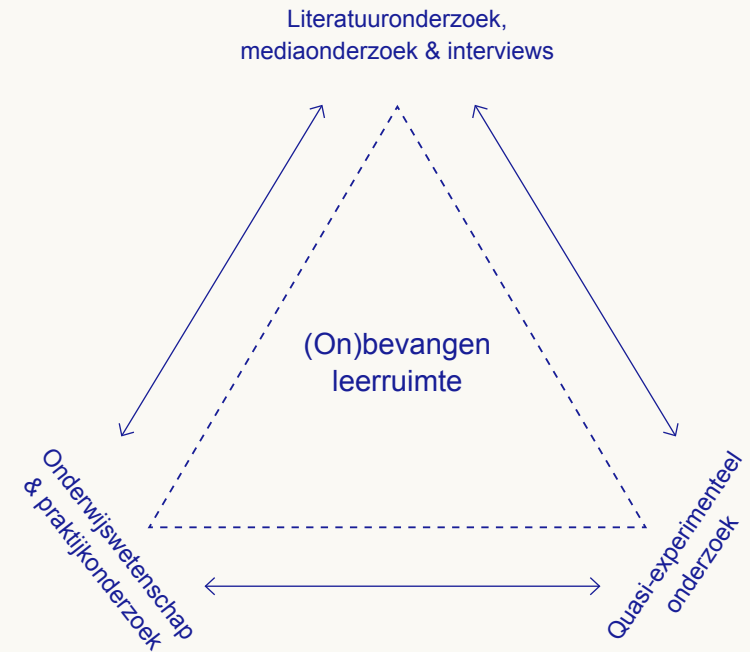 Literatuuronderzoek,
mediaonderzoek & interviews
(On)bevangen
leerruimte
Onderwijswetenschap
& praktijkonderzoek
Quasi-experimenteel
onderzoek